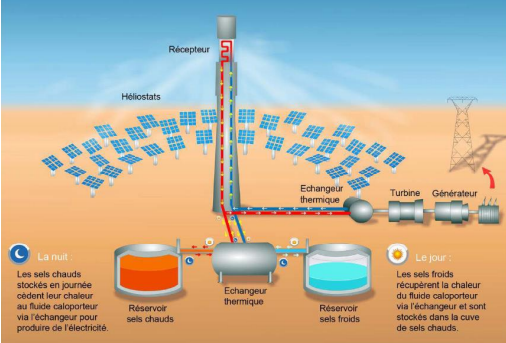 Récepteur
Héliostats
Echangeur
thermique
Turbine
Générateur
La nuit :
Les sels chauds
stockés en journée
cèdent leur chaleur
au fluide caloporteur
via l'échangeur pour
produire de l'électricité.
Réservoir
sels chauds
Echangeur
thermique
Réservoir
sels froids
Le jour :
Les sels froids
récupèrent la chaleur
du fluide caloporteur
via l'échangeur et sont
stockés dans la cuve
de sels chauds.